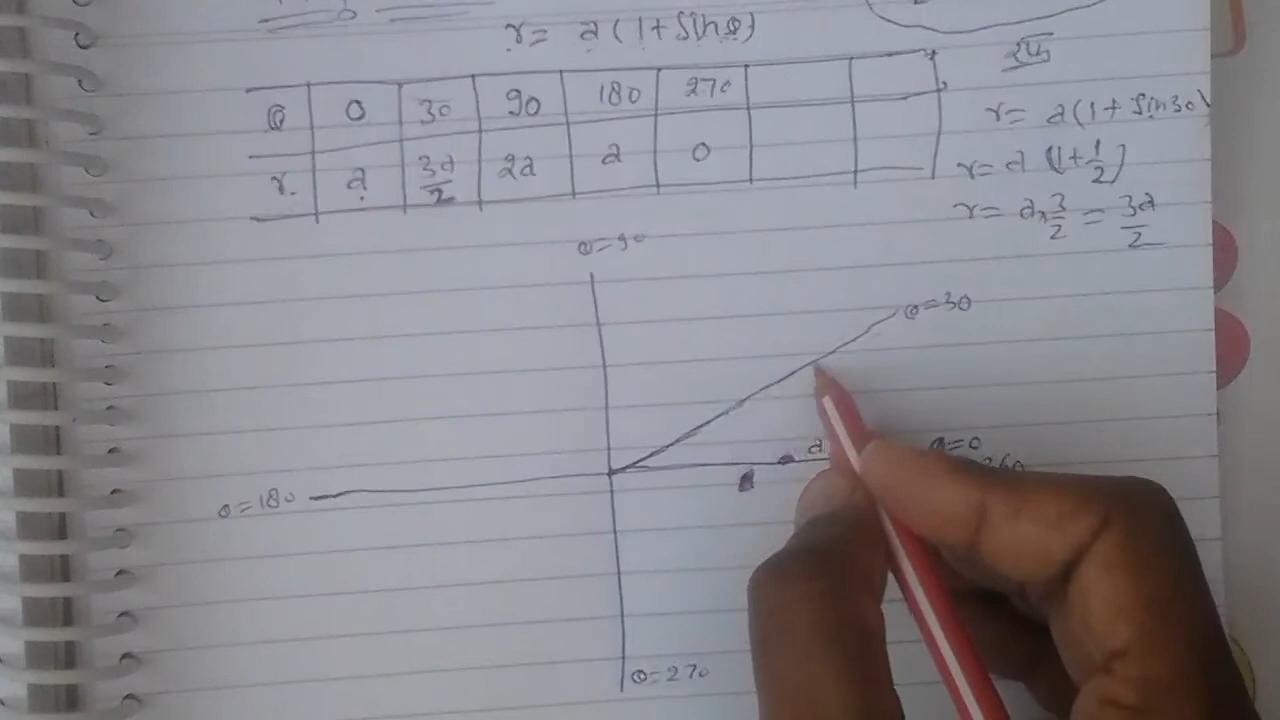 r = a(1+sinθ)
θ 0 30 90 180 270
r. a 3a/2 2a a 0
r = a(1+sin30)
r = a (1+1/2)
r = a×3/2 = 3a/2
θ=90
θ=30
a
θ=0
360
θ=180
θ=270